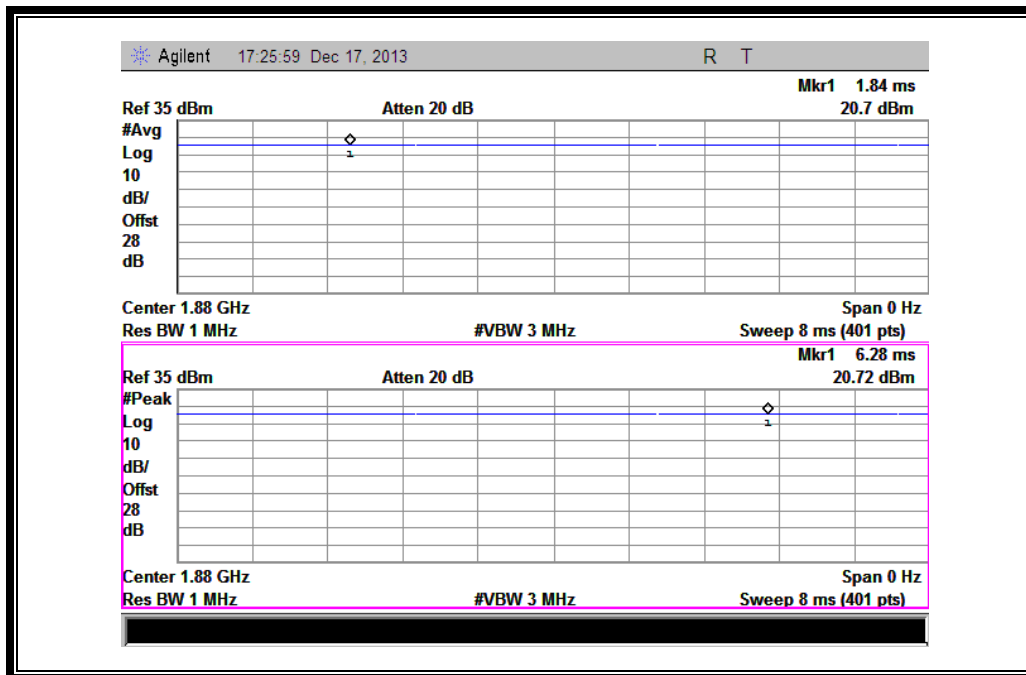 Agilent 17:25:59 Dec 17, 2013 R T
Mkr1 1.84 ms
Ref 35 dBm Atten 20 dB 20.7 dBm
#Avg
Log
10
dB/
Offst
28
dB
1
Center 1.88 GHz Span 0 Hz
Res BW 1 MHz #VBW 3 MHz Sweep 8 ms (401 pts)
Mkr1 6.28 ms
Ref 35 dBm Atten 20 dB 20.72 dBm
#Peak
Log
10
dB/
Offst
28
dB
1
Center 1.88 GHz Span 0 Hz
Res BW 1 MHz #VBW 3 MHz Sweep 8 ms (401 pts)